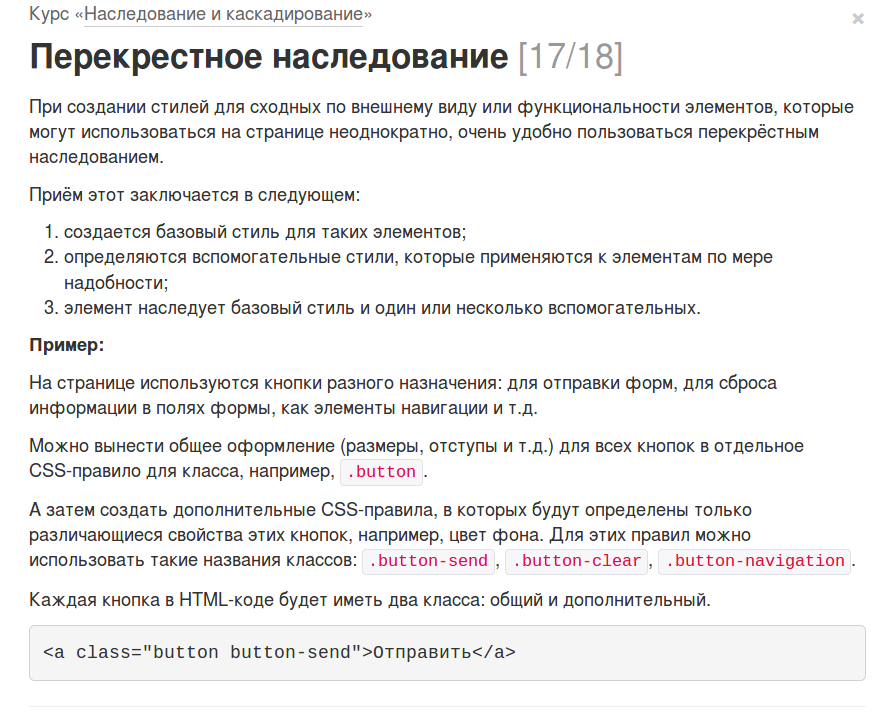 Курс «Наследование и каскадирование»
×
Перекрестное наследование [17/18]
При создании стилей для сходных по внешнему виду или функциональности элементов, которые
могут использоваться на странице неоднократно, очень удобно пользоваться перекрёстным
наследованием.
Приём этот заключается в следующем:
1. создается базовый стиль для таких элементов;
2. определяются вспомогательные стили, которые применяются к элементам по мере
надобности;
3. элемент наследует базовый стиль и один или несколько вспомогательных.
Пример:
На странице используются кнопки разного назначения: для отправки форм, для сброса
информации в полях формы, как элементы навигации и т.д.
Можно вынести общее оформление (размеры, отступы и т.д.) для всех кнопок в отдельное
CSS-правило для класса, например, .button.
А затем создать дополнительные CSS-правила, в которых будут определены только
различающиеся свойства этих кнопок, например, цвет фона. Для этих правил можно
использовать такие названия классов: .button-send, .button-clear, .button-navigation.
Каждая кнопка в HTML-коде будет иметь два класса: общий и дополнительный.
<a class="button button-send">Отправить</a>